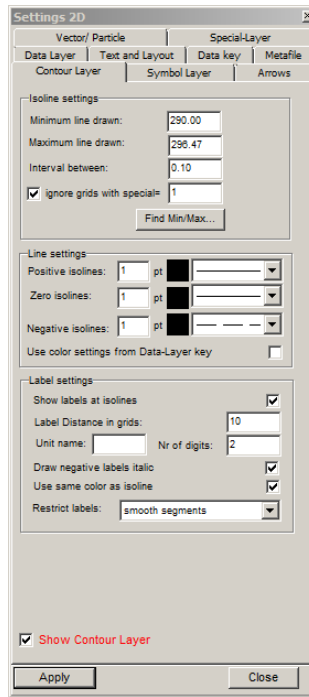 Settings 2D
Vector/ Particle Special-Layer
Data Layer Text and Layout Data key Metafile
Contour Layer Symbol Layer Arrows
Isoline settings
Minimum line drawn: 290.00
Maximum line drawn: 296.47
Interval between: 0.10
ignore grids with special= 1
Find Min/Max...
Line settings
Positive isolines: 1 pt
Zero isolines: 1 pt
Negative isolines: 1 pt
Use color settings from Data-Layer key
Label settings
Show labels at isolines
Label Distance in grids: 10
Unit name: Nr of digits: 2
Draw negative labels italic
Use same color as isoline
Restrict labels: smooth segments
Show Contour Layer
Apply Close